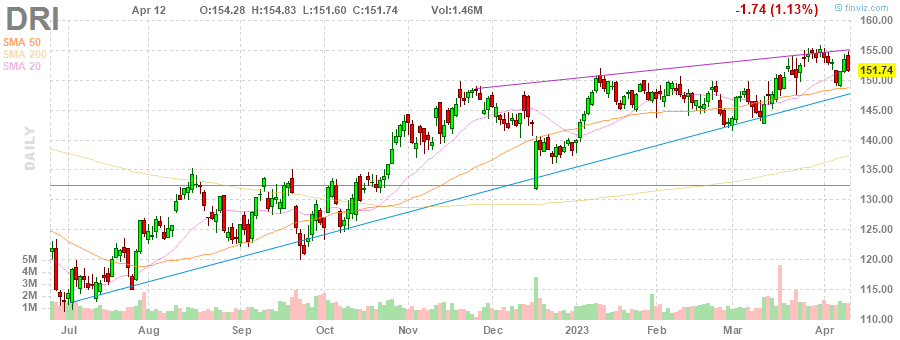 DRI Apr 12 O:154.28 H:154.83 L:151.60 C:151.74 Vol:1.46M -1.74 (1.13%) © finviz.com
SMA 50
SMA 200
SMA 20
DAILY
160.00
155.00
151.74
150.00
145.00
140.00
135.00
130.00
125.00
120.00
115.00
110.00
5M
4M
3M
2M
1M
Jul Aug Sep Oct Nov Dec 2023 Feb Mar Apr